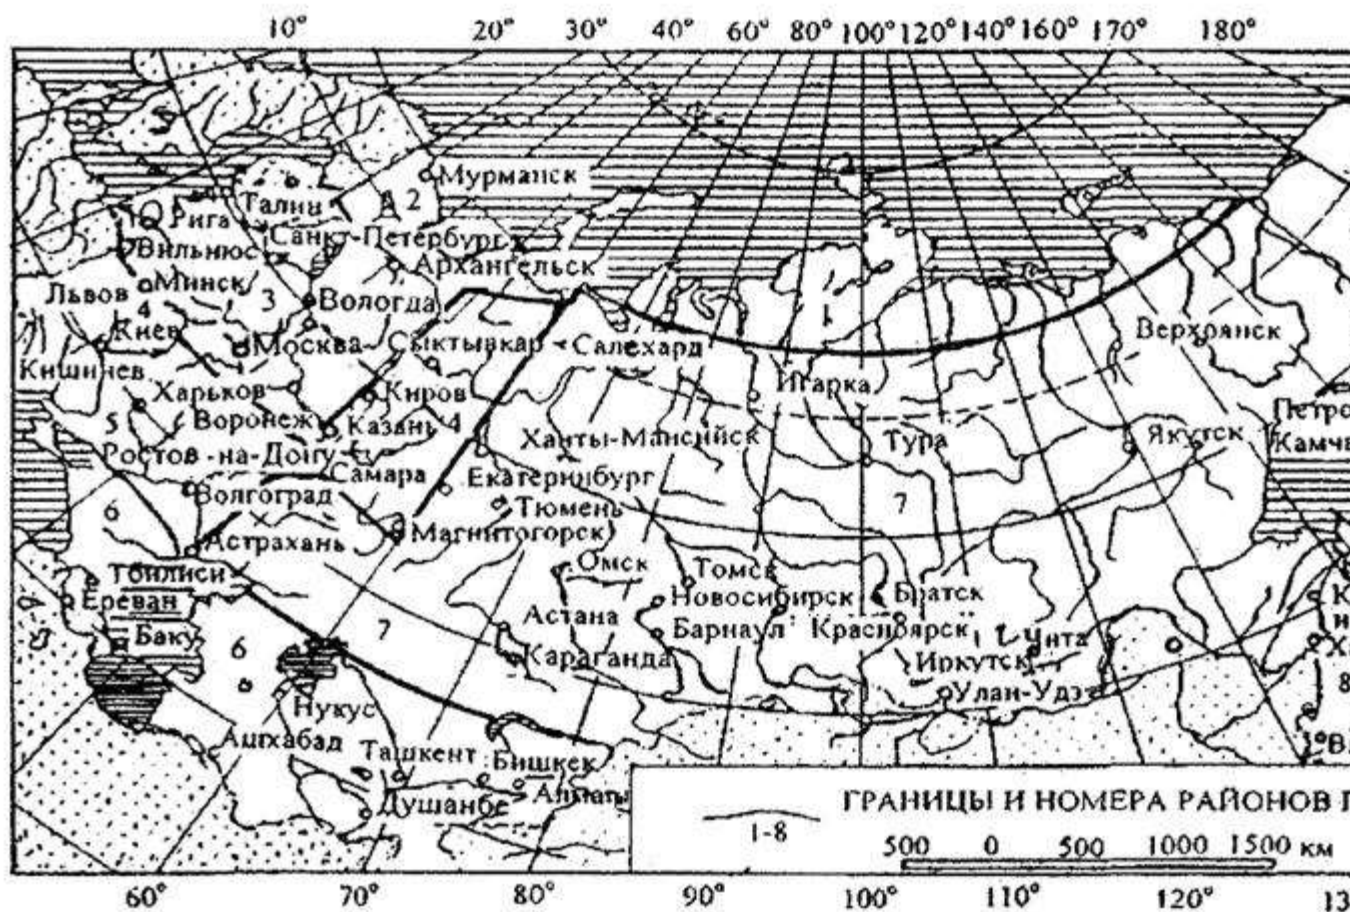 10° 20° 30° 40° 60° 80° 100° 120° 140° 160° 170° 180°
2 Мурманск
Рига Талин
Санкт-Петербург
Вильнюс
Архангельск
Львов Минск 3 Вологда
4
Киев Москва Сыктывкар Салехард 1 Верхоянск
Кишинев
Харьков Киров Игарка
Воронеж Казань 4 Ханты-Мансийск Тура Якутск Петро
5
Ростов-на-Дону Самара Камча
Волгоград Екатеринбург
6 Тюмень 7
Астрахань Магнитогорск
Тбилиси Омск Томск Братск
Ереван Новосибирск К
Астана
Баку 6 7 Барнаул Красноярск Чита
Караганда Иркутск
Нукус Улан-Удэ 8
Ашхабад Ташкент Бишкек
Душанбе Алматы
ГРАНИЦЫ И НОМЕРА РАЙОНОВ
1-8
500 0 500 1000 1500 км
60° 70° 80° 90° 100° 110° 120° 13